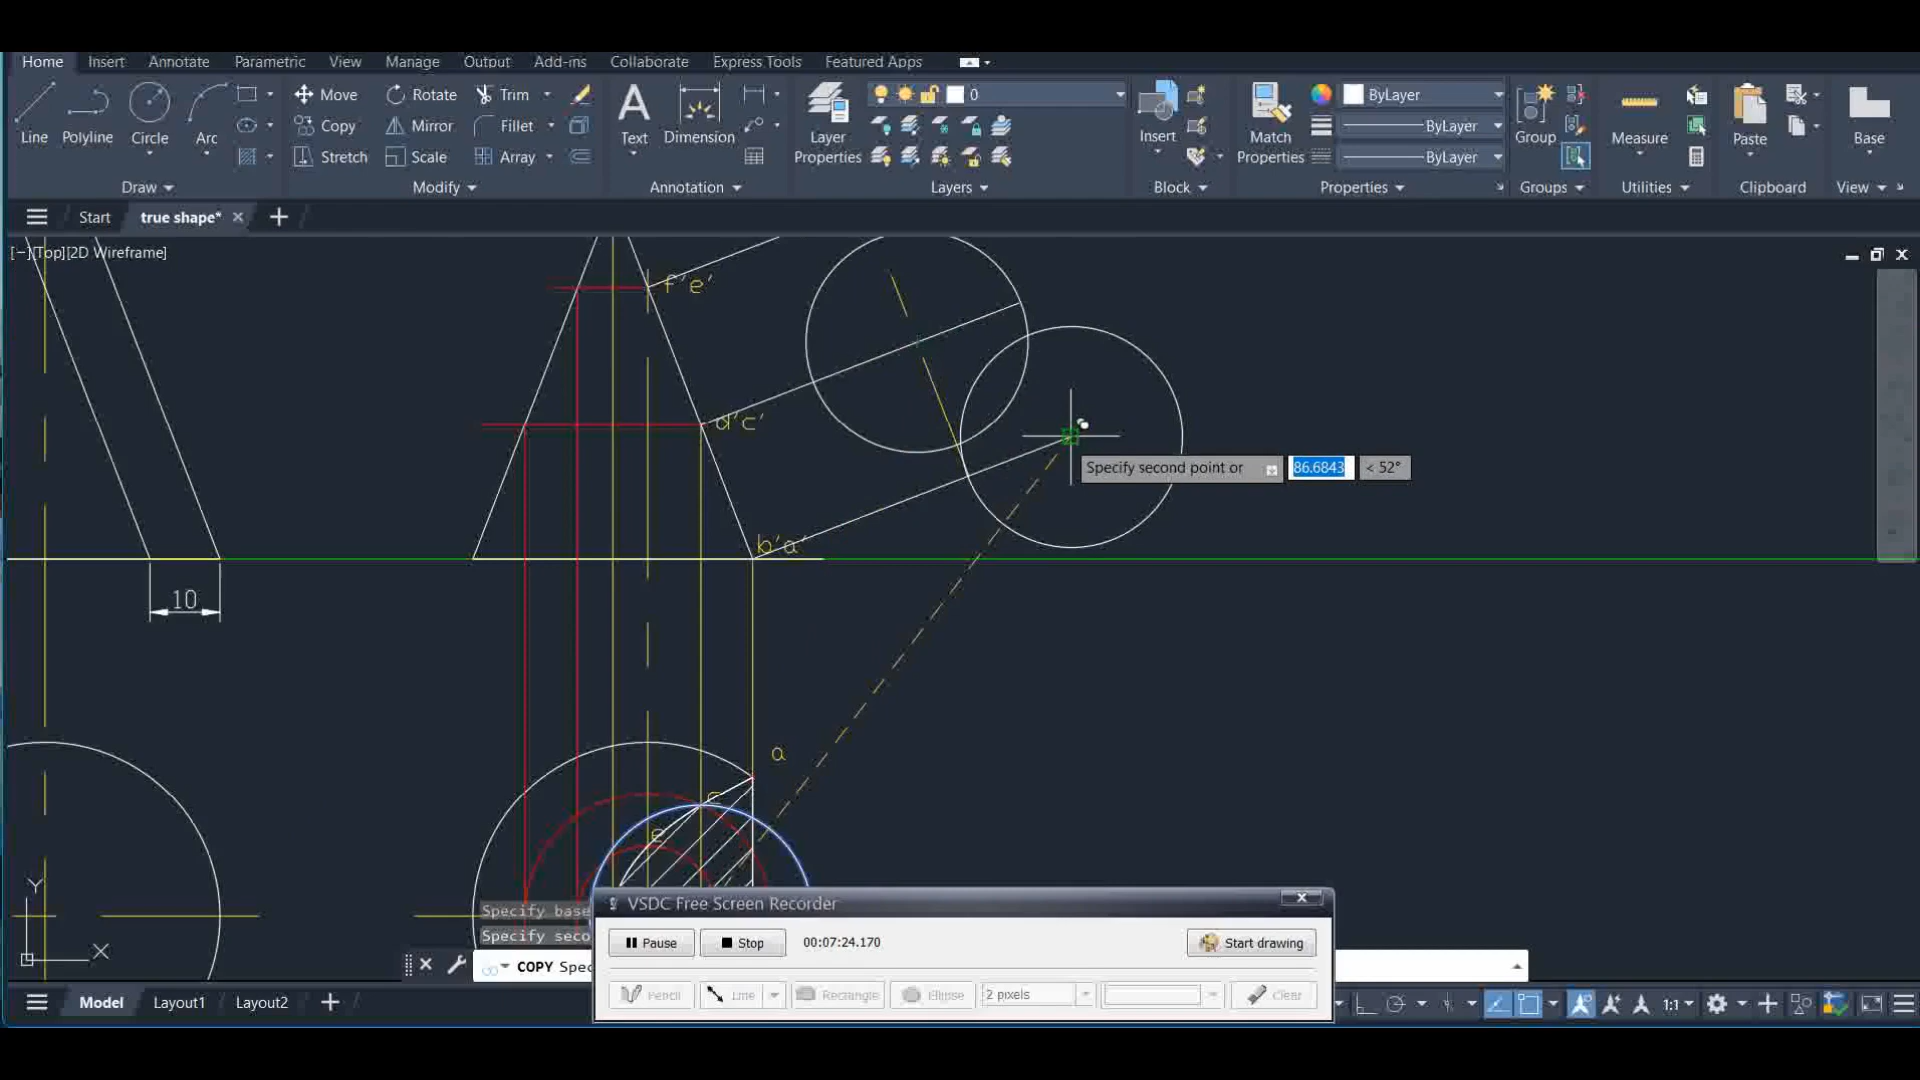 Home Insert Annotate Parametric View Manage Output Add-ins Collaborate Express Tools Featured Apps
Line Polyline Circle Arc
Move Rotate Trim
Copy Mirror Fillet
Stretch Scale Array
Text Dimension
Layer Properties
0
Insert
Match Properties
ByLayer
ByLayer
ByLayer
Group
Measure
Paste
Base
Draw Modify Annotation Layers Block Properties Groups Utilities Clipboard View
Start true shape*
[−][Top][2D Wireframe]
f'e'
d'c'
Specify second point or 86.6843 < 52°
b'a'
10
a
c
e
Y
X
Specify base
Specify seco
COPY Spec
VSDC Free Screen Recorder
Pause Stop 00:07:24.170 Start drawing
Pencil Line Rectangle Ellipse 2 pixels Clear
Model Layout1 Layout2
1:1